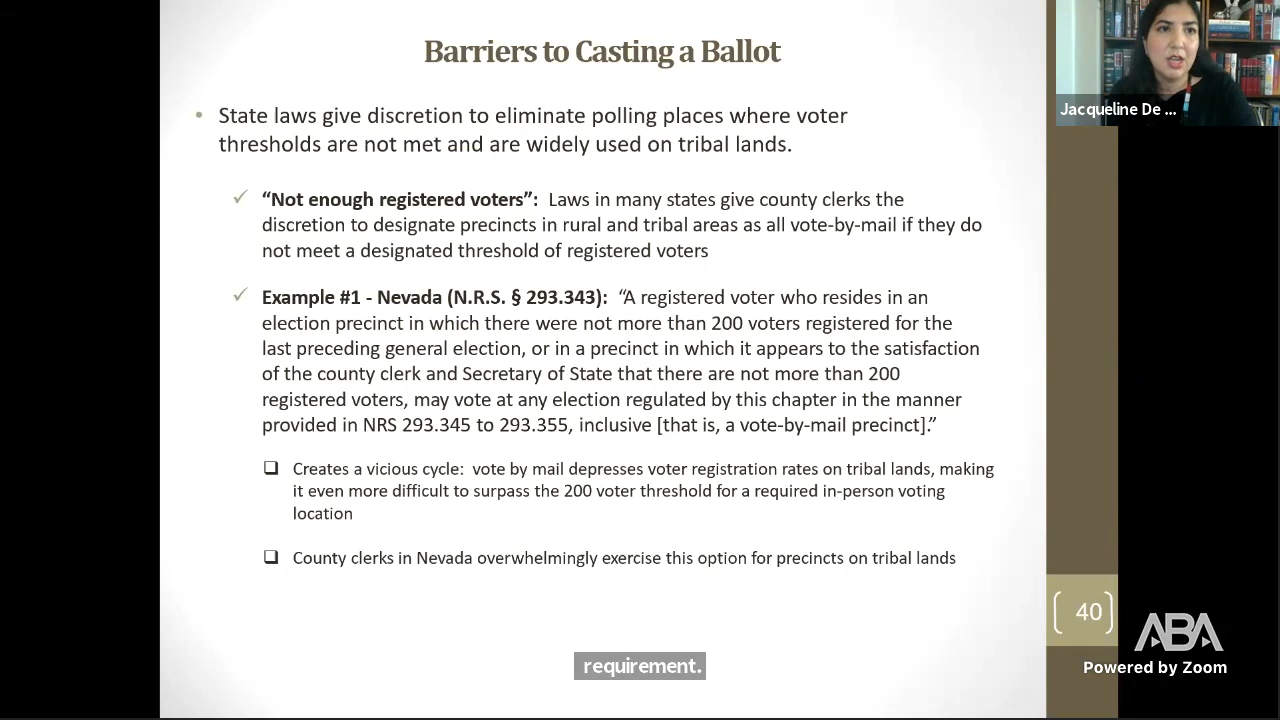 Barriers to Casting a Ballot
• State laws give discretion to eliminate polling places where voter
thresholds are not met and are widely used on tribal lands.
✓ “Not enough registered voters”: Laws in many states give county clerks the
discretion to designate precincts in rural and tribal areas as all vote-by-mail if they do
not meet a designated threshold of registered voters
✓ Example #1 - Nevada (N.R.S. § 293.343): “A registered voter who resides in an
election precinct in which there were not more than 200 voters registered for the
last preceding general election, or in a precinct in which it appears to the satisfaction
of the county clerk and Secretary of State that there are not more than 200
registered voters, may vote at any election regulated by this chapter in the manner
provided in NRS 293.345 to 293.355, inclusive [that is, a vote-by-mail precinct].”
❑ Creates a vicious cycle: vote by mail depresses voter registration rates on tribal lands, making
it even more difficult to surpass the 200 voter threshold for a required in-person voting
location
❑ County clerks in Nevada overwhelmingly exercise this option for precincts on tribal lands
requirement.
Jacqueline De ...
40
ABA
Powered by Zoom